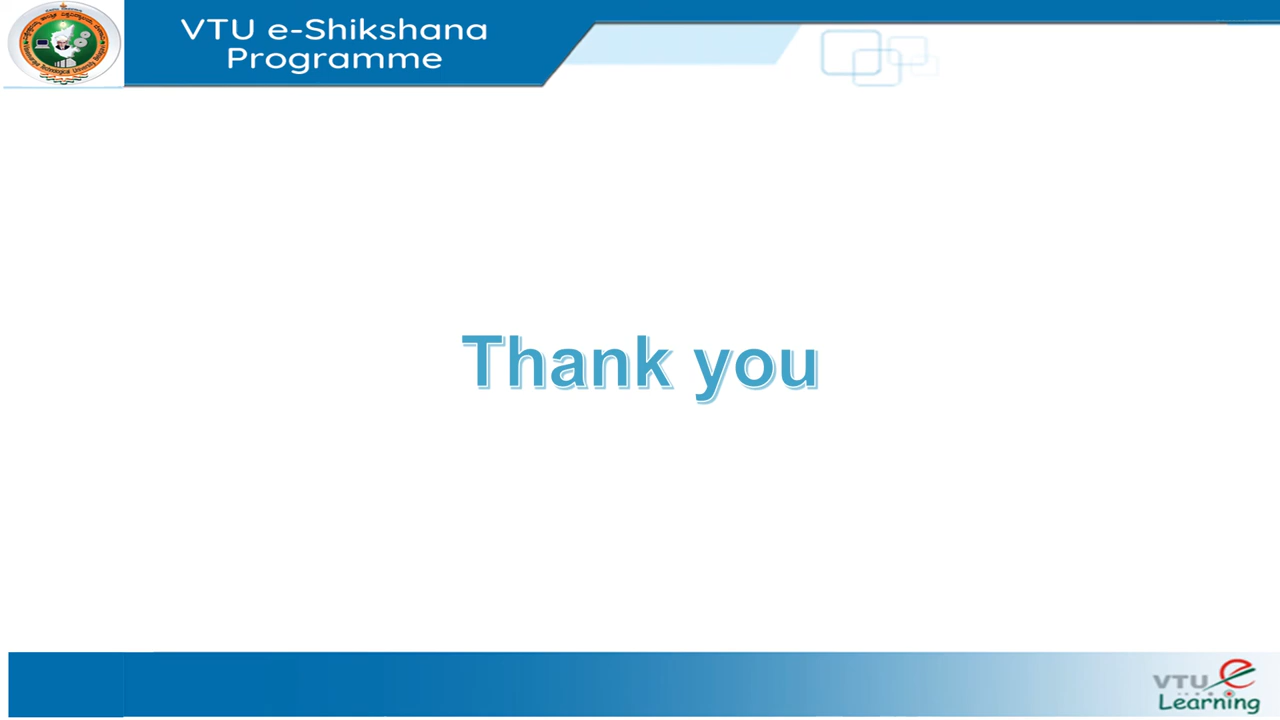 VTU e-Shikshana
Programme
Thank you
VTU e
Learning